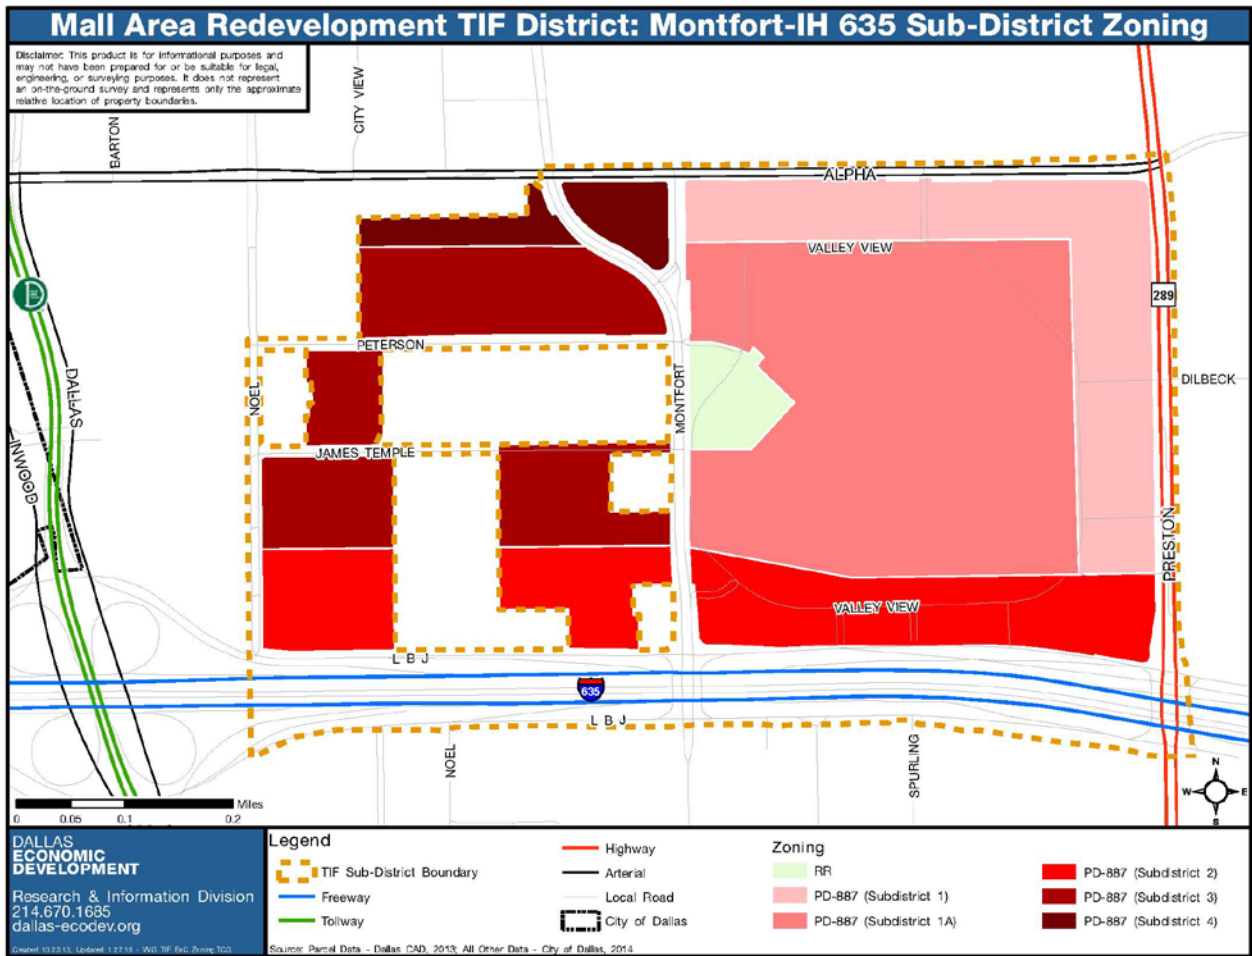 Mall Area Redevelopment TIF District: Montfort-IH 635 Sub-District Zoning
Disclaimer: This product is for informational purposes and
may not have been prepared for or be suitable for legal,
engineering, or surveying purposes. It does not represent
an on-the-ground survey and represents only the approximate
relative location of property boundaries.
BARTON
CITY VIEW
ALPHA
VALLEY VIEW
289
PETERSON
DALLAS
NOEL
MONTFORT
DILBECK
INWOOD
JAMES TEMPLE
PRESTON
VALLEY VIEW
L B J
635
L B J
NOEL
SPURLING
N
W E
S
Miles
0 0.05 0.1 0.2
DALLAS
ECONOMIC
DEVELOPMENT
Research & Information Division
214.670.1685
dallas-ecodev.org
Legend
TIF Sub-District Boundary
Freeway
Tollway
Highway
Arterial
Local Road
City of Dallas
Zoning
RR
PD-887 (Subdistrict 1)
PD-887 (Subdistrict 1A)
PD-887 (Subdistrict 2)
PD-887 (Subdistrict 3)
PD-887 (Subdistrict 4)
Source: Parcel Data - Dallas CAD, 2013; All Other Data - City of Dallas, 2014